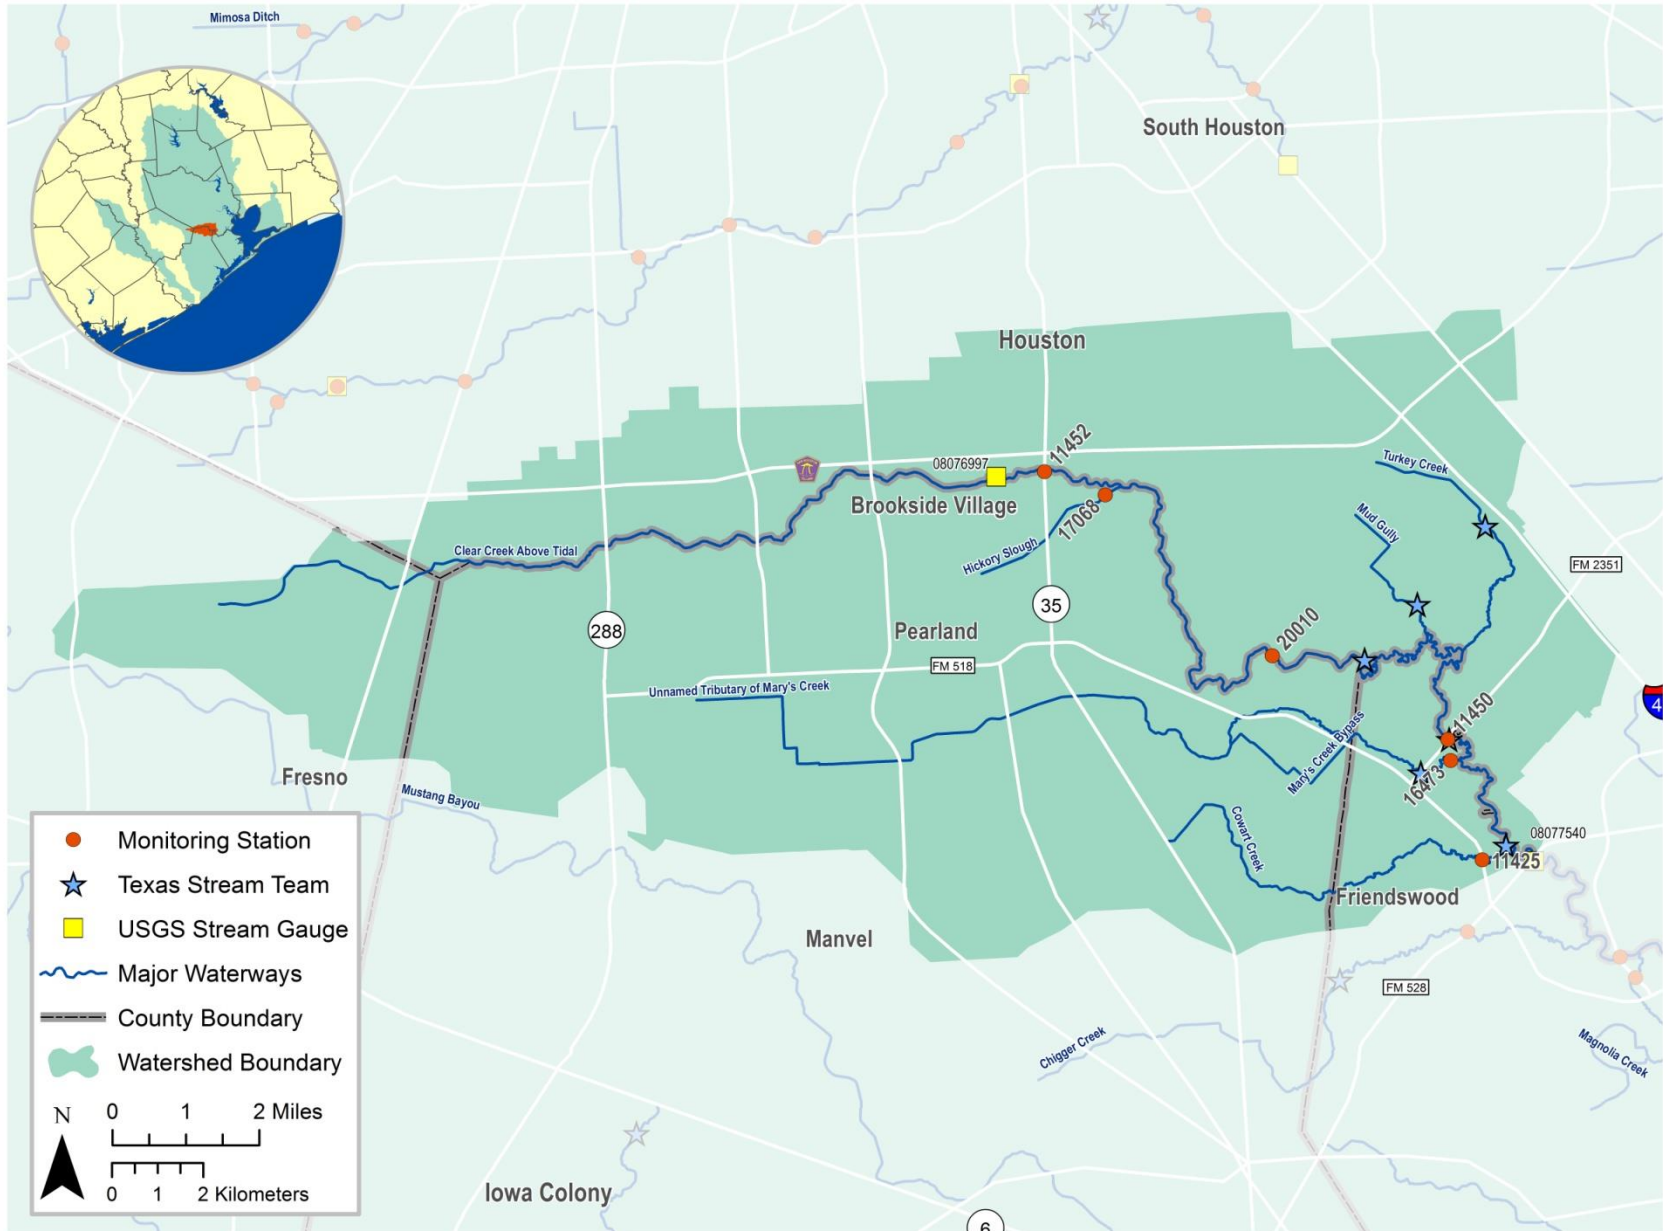 Mimosa Ditch
South Houston
Houston
11452
08076997
Turkey Creek
Brookside Village
17068
Mud Gully
Clear Creek Above Tidal
Hickory Slough
FM 2351
35
288
20010
Pearland
FM 518
Unnamed Tributary of Mary's Creek
4
11450
Mary's Creek Bypass
Fresno
16473
Mustang Bayou
Cowart Creek
08077540
11425
Friendswood
Manvel
FM 528
Chigger Creek
Magnolia Creek
Iowa Colony
6
Monitoring Station
Texas Stream Team
USGS Stream Gauge
Major Waterways
County Boundary
Watershed Boundary
N
0 1 2 Miles
0 1 2 Kilometers